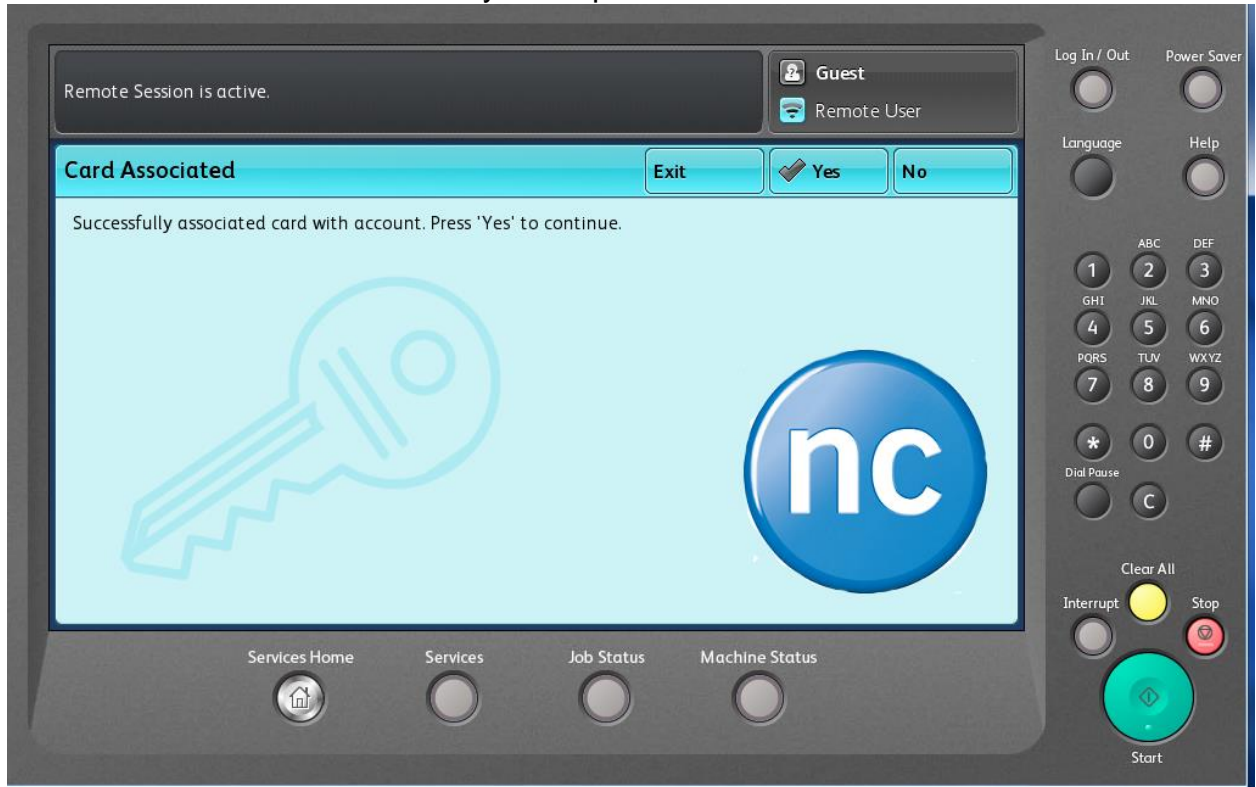 Remote Session is active.
Guest
Remote User
Card Associated
Exit
Yes
No
Successfully associated card with account. Press 'Yes' to continue.
nc
Services Home
Services
Job Status
Machine Status
Log In / Out
Power Saver
Language
Help
ABC
DEF
1
2
3
GHI
JKL
MNO
4
5
6
PQRS
TUV
WXYZ
7
8
9
*
0
#
Dial Pause
C
Clear All
Interrupt
Stop
Start